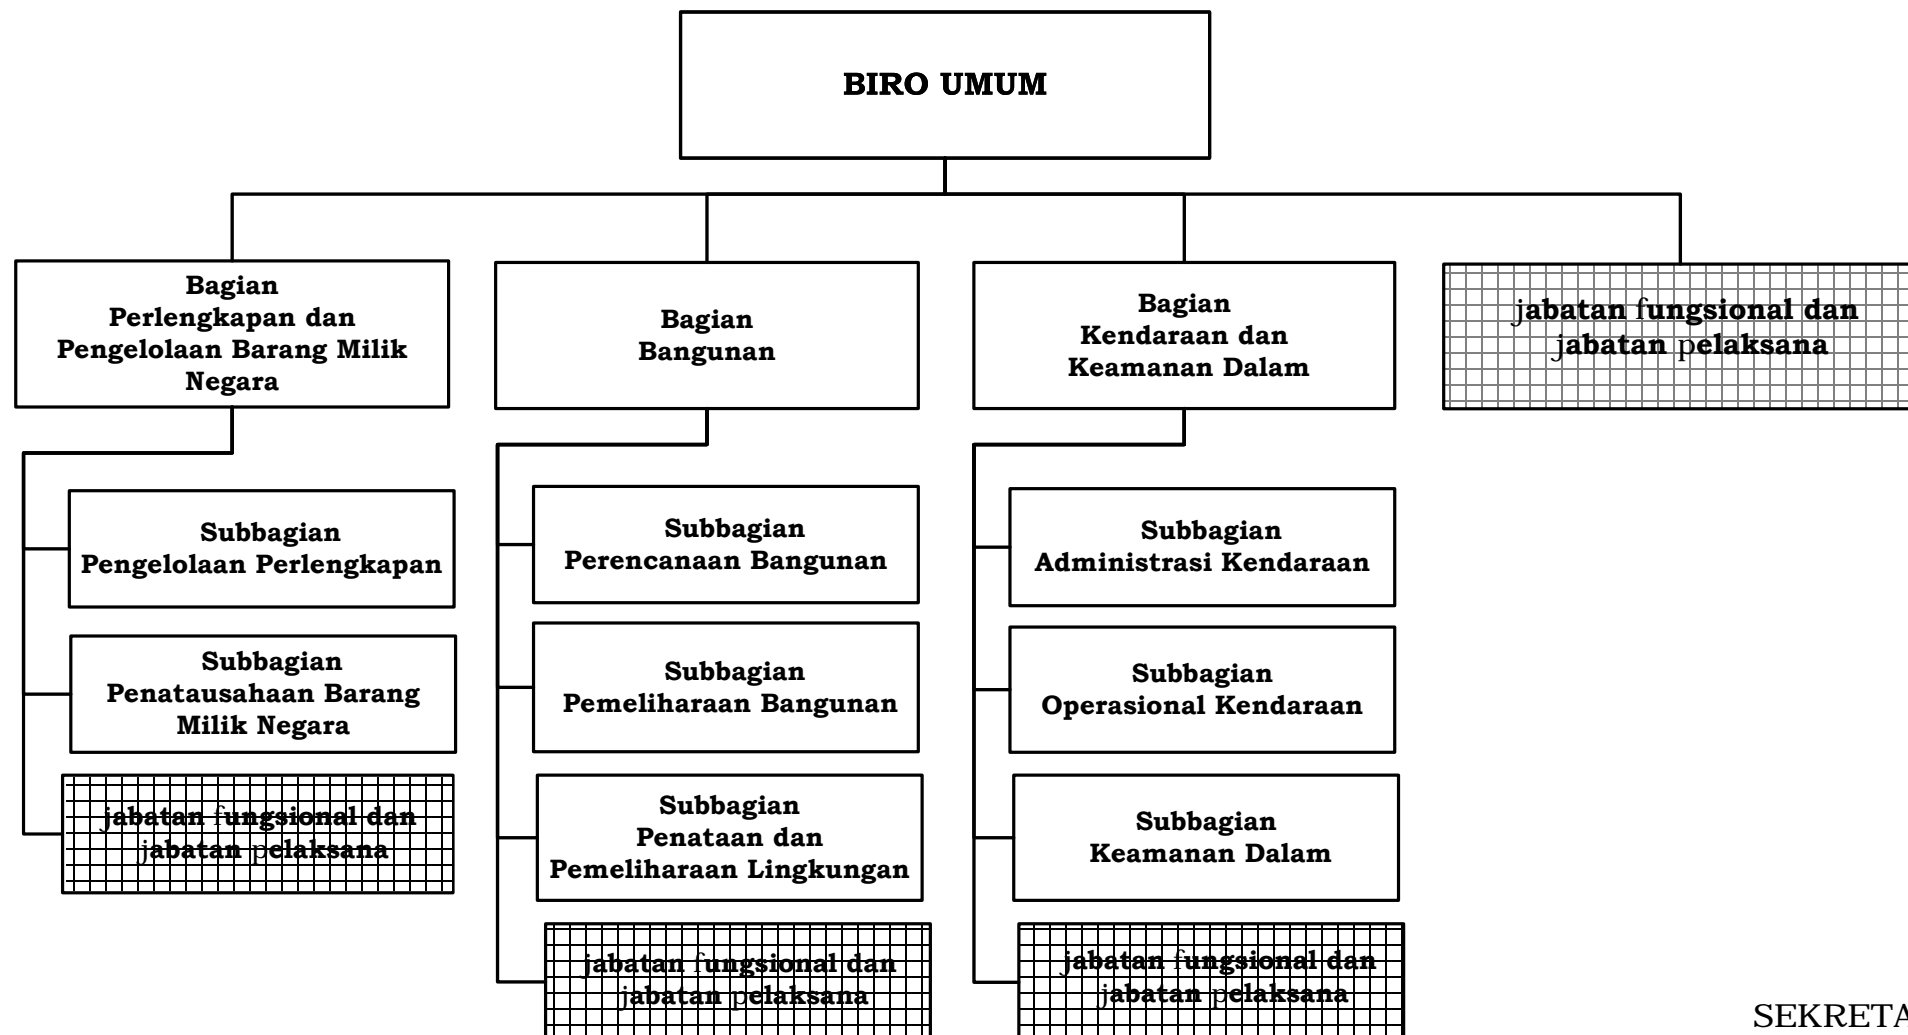 BIRO UMUM
Bagian
Perlengkapan dan
Pengelolaan Barang Milik
Negara
Bagian
Bangunan
Bagian
Kendaraan dan
Keamanan Dalam
jabatan fungsional dan
jabatan pelaksana
Subbagian
Pengelolaan Perlengkapan
Subbagian
Penatausahaan Barang
Milik Negara
jabatan fungsional dan
jabatan pelaksana
Subbagian
Perencanaan Bangunan
Subbagian
Pemeliharaan Bangunan
Subbagian
Penataan dan
Pemeliharaan Lingkungan
jabatan fungsional dan
jabatan pelaksana
Subbagian
Administrasi Kendaraan
Subbagian
Operasional Kendaraan
Subbagian
Keamanan Dalam
jabatan fungsional dan
jabatan pelaksana
SEKRETA